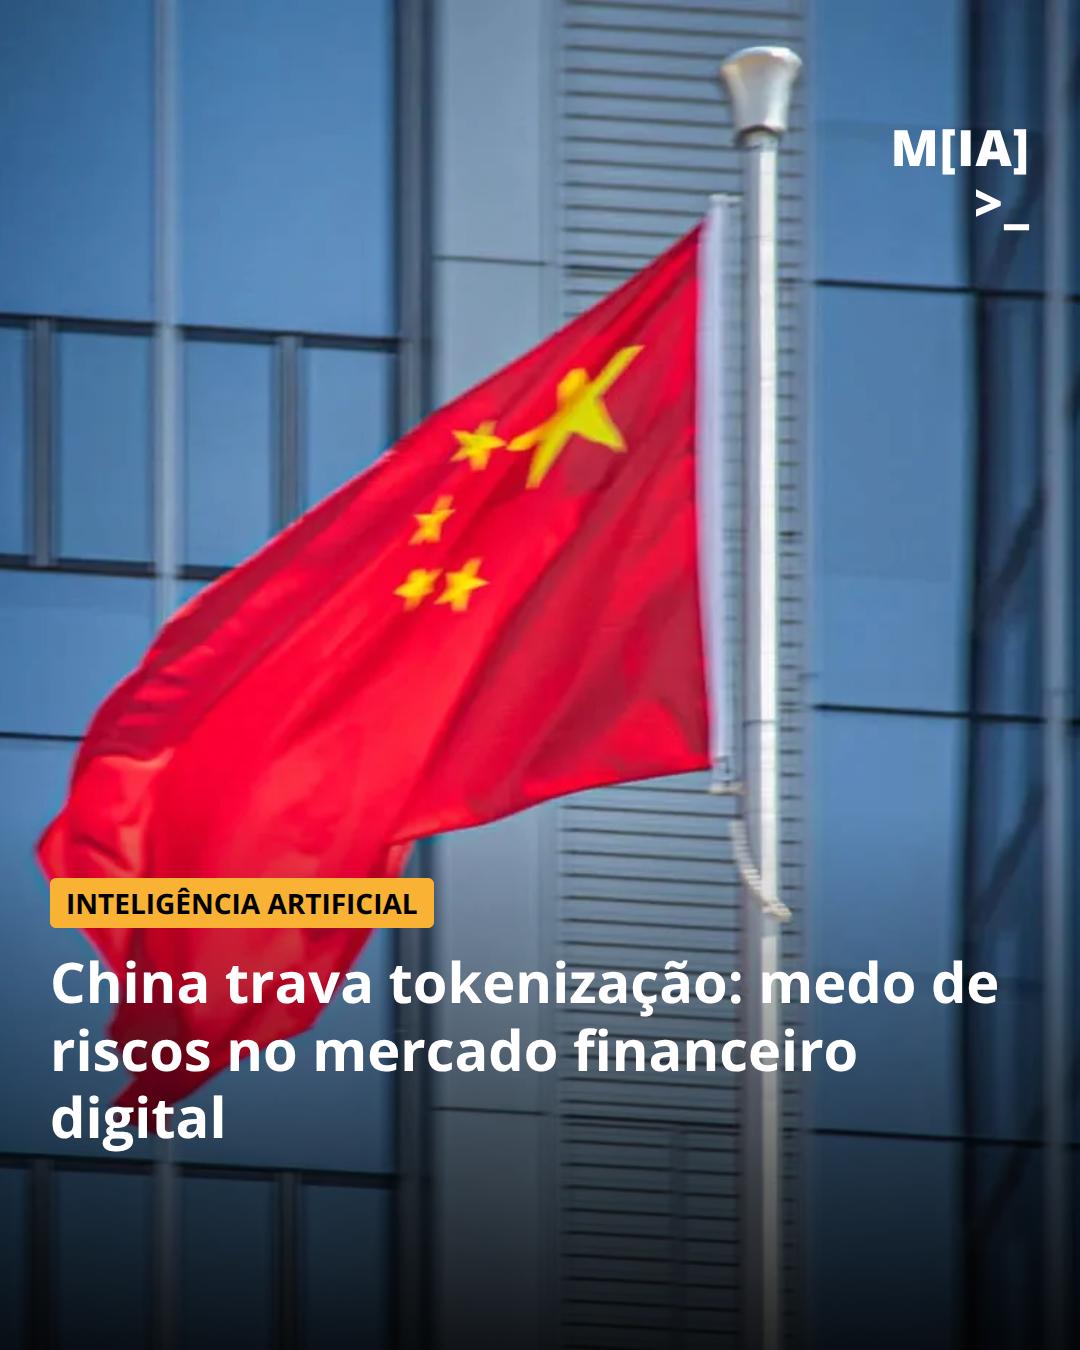 M[IA]
>_
INTELIGÊNCIA ARTIFICIAL
China trava tokenização: medo de
riscos no mercado financeiro
digital